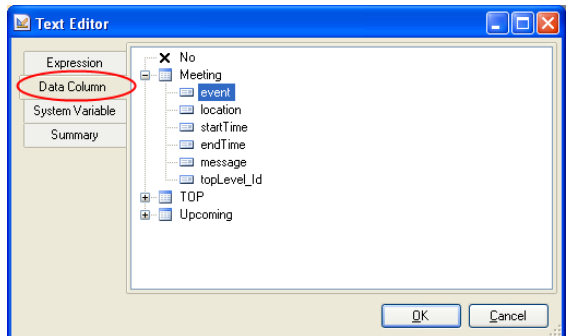 Text Editor
Expression
Data Column
System Variable
Summary
No
Meeting
event
location
startTime
endTime
message
topLevel_Id
TOP
Upcoming
OK
Cancel